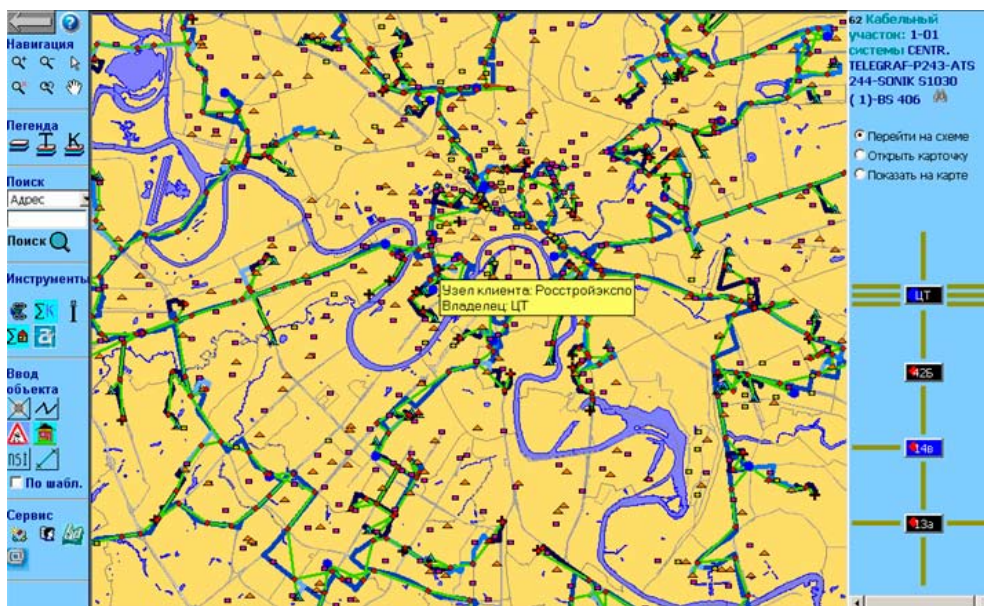 Навигация
Легенда
Т К
Поиск
Адрес
Поиск
Инструменты
ΣК
Σ
Ввод
объекта
NSI
По шабл.
Сервис
Узел клиента: Росстройэкспо
Владелец: ЦТ
62 Кабельный
участок: 1-01
системы CENTR.
TELEGRAF-P243-ATS
244-SONIK S1030
( 1)-BS 406
Перейти на схеме
Открыть карточку
Показать на карте
ЦТ
42Б
14в
13а